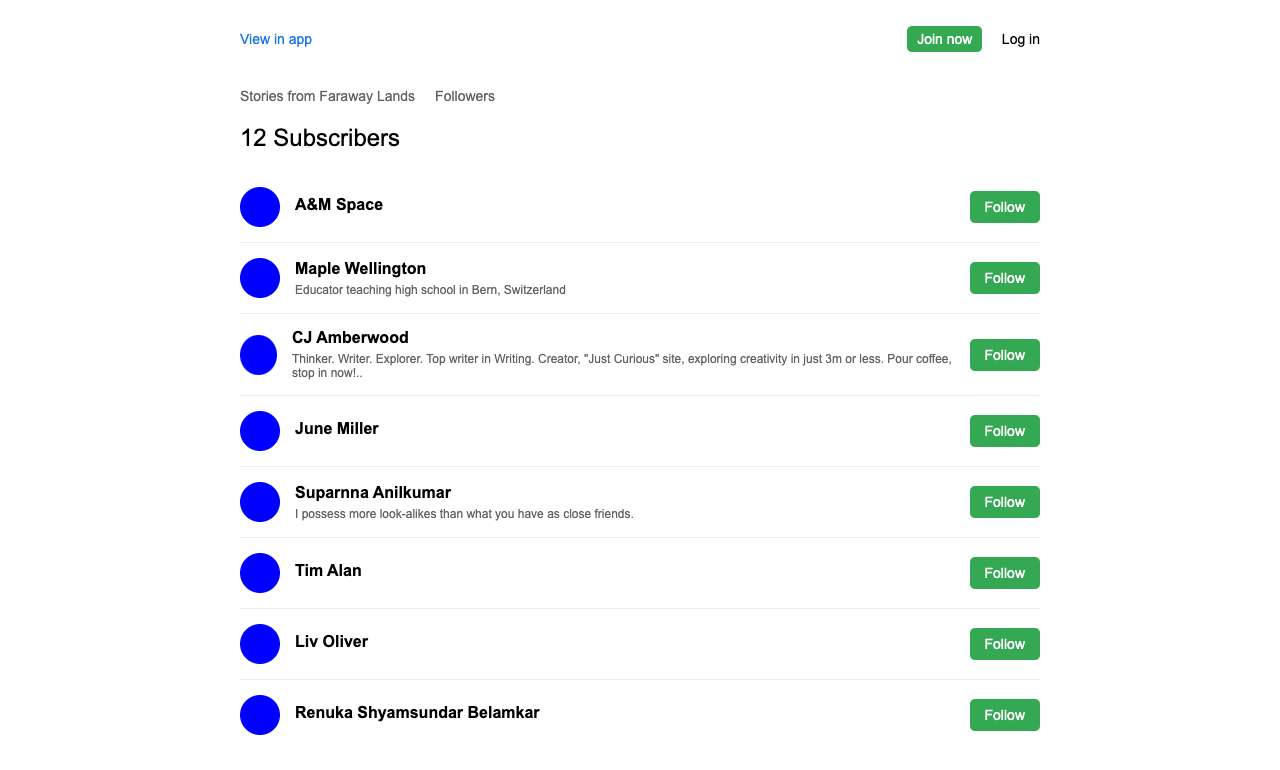 View in app
Join now
Log in
Stories from Faraway Lands
Followers
12 Subscribers
A&M Space
Follow
Maple Wellington
Educator teaching high school in Bern, Switzerland
Follow
CJ Amberwood
Thinker. Writer. Explorer. Top writer in Writing. Creator, "Just Curious" site, exploring creativity in just 3m or less. Pour coffee,
stop in now!..
Follow
June Miller
Follow
Suparnna Anilkumar
I possess more look-alikes than what you have as close friends.
Follow
Tim Alan
Follow
Liv Oliver
Follow
Renuka Shyamsundar Belamkar
Follow